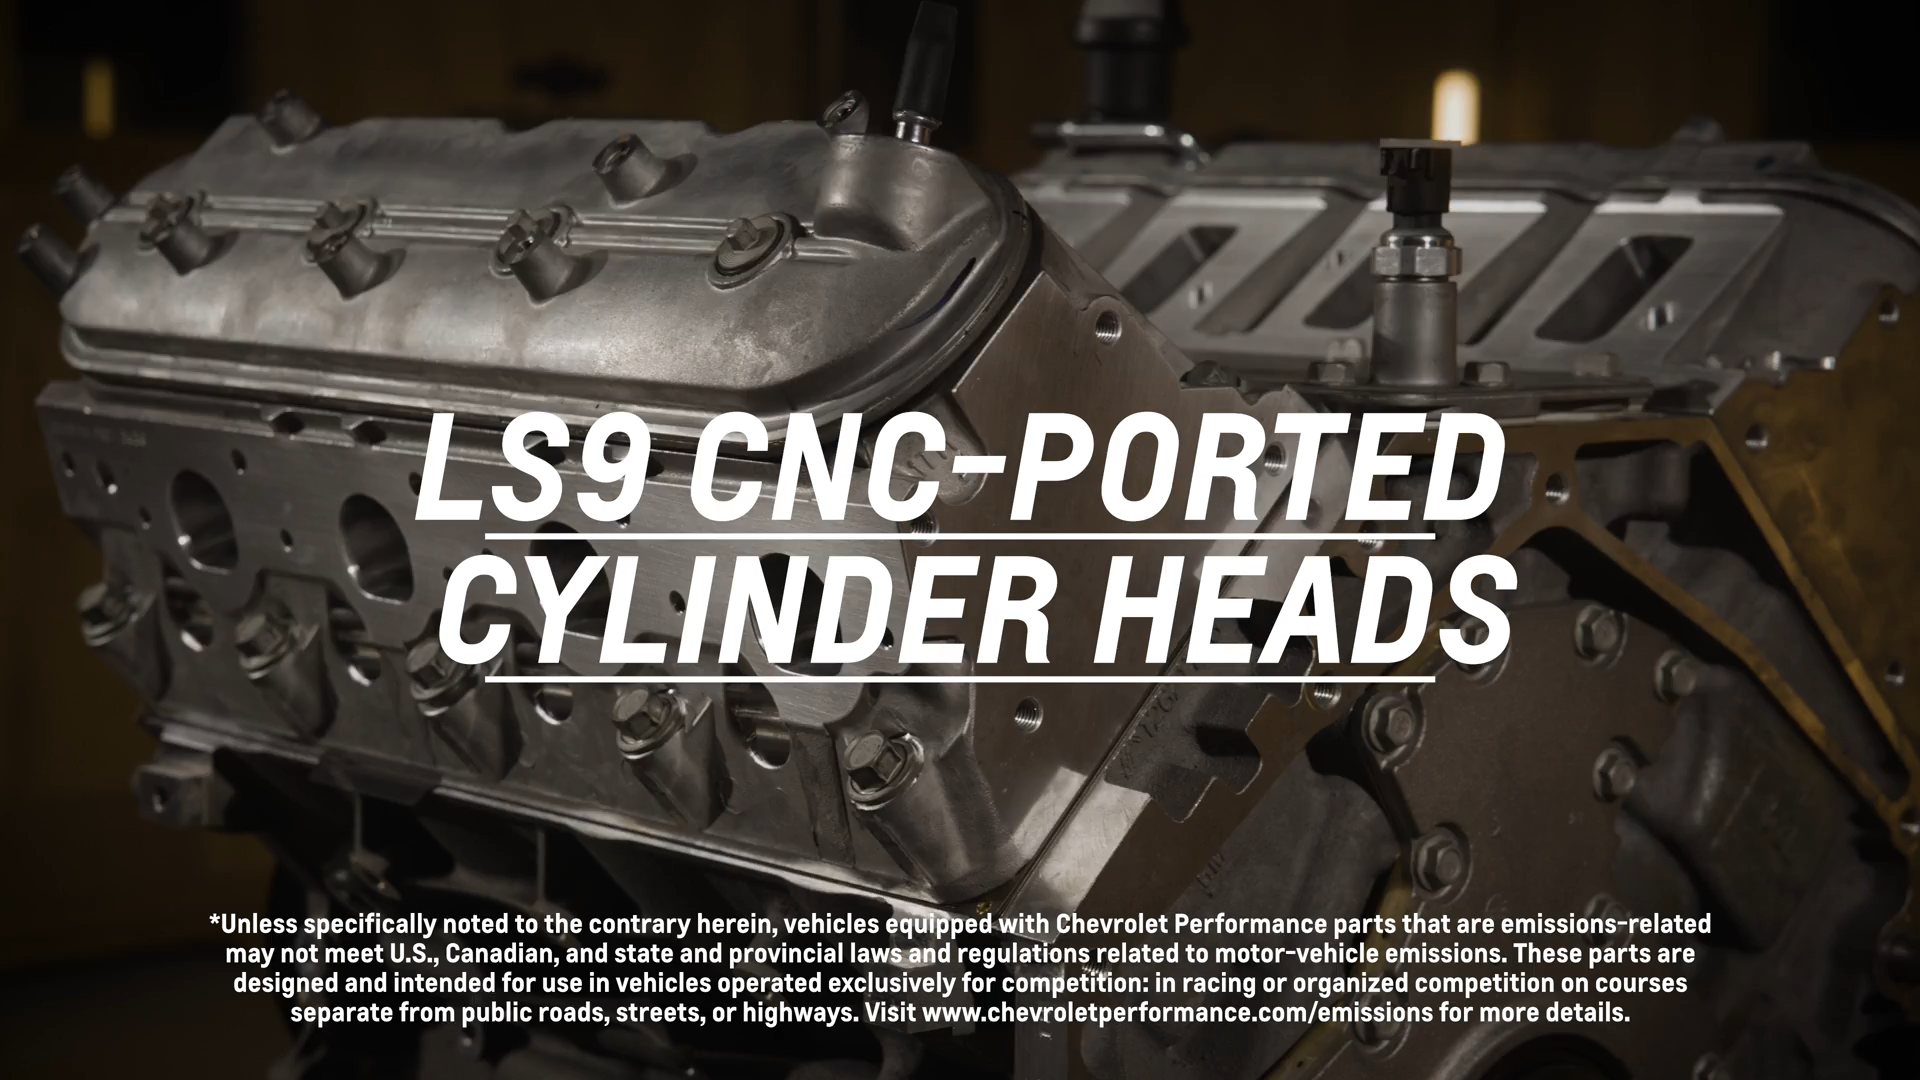 LS9 CNC-PORTED
CYLINDER HEADS
*Unless specifically noted to the contrary herein, vehicles equipped with Chevrolet Performance parts that are emissions-related
may not meet U.S., Canadian, and state and provincial laws and regulations related to motor-vehicle emissions. These parts are
designed and intended for use in vehicles operated exclusively for competition: in racing or organized competition on courses
separate from public roads, streets, or highways. Visit www.chevroletperformance.com/emissions for more details.